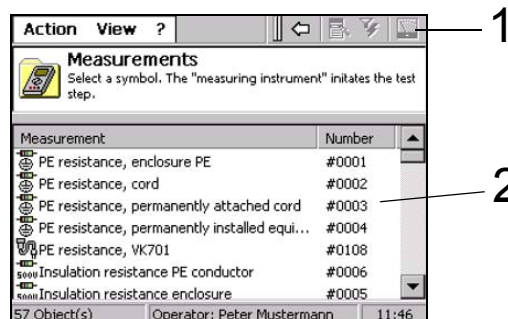 Action View ?
1
Measurements
Select a symbol. The "measuring instrument" initates the test
step.
Measurement Number
PE resistance, enclosure PE #0001
PE resistance, cord #0002
PE resistance, permanently attached cord #0003
2
PE resistance, permanently installed equi... #0004
PE resistance, VK701 #0108
500V Insulation resistance PE conductor #0006
500V Insulation resistance enclosure #0005
57 Object(s) Operator: Peter Mustermann 11:46